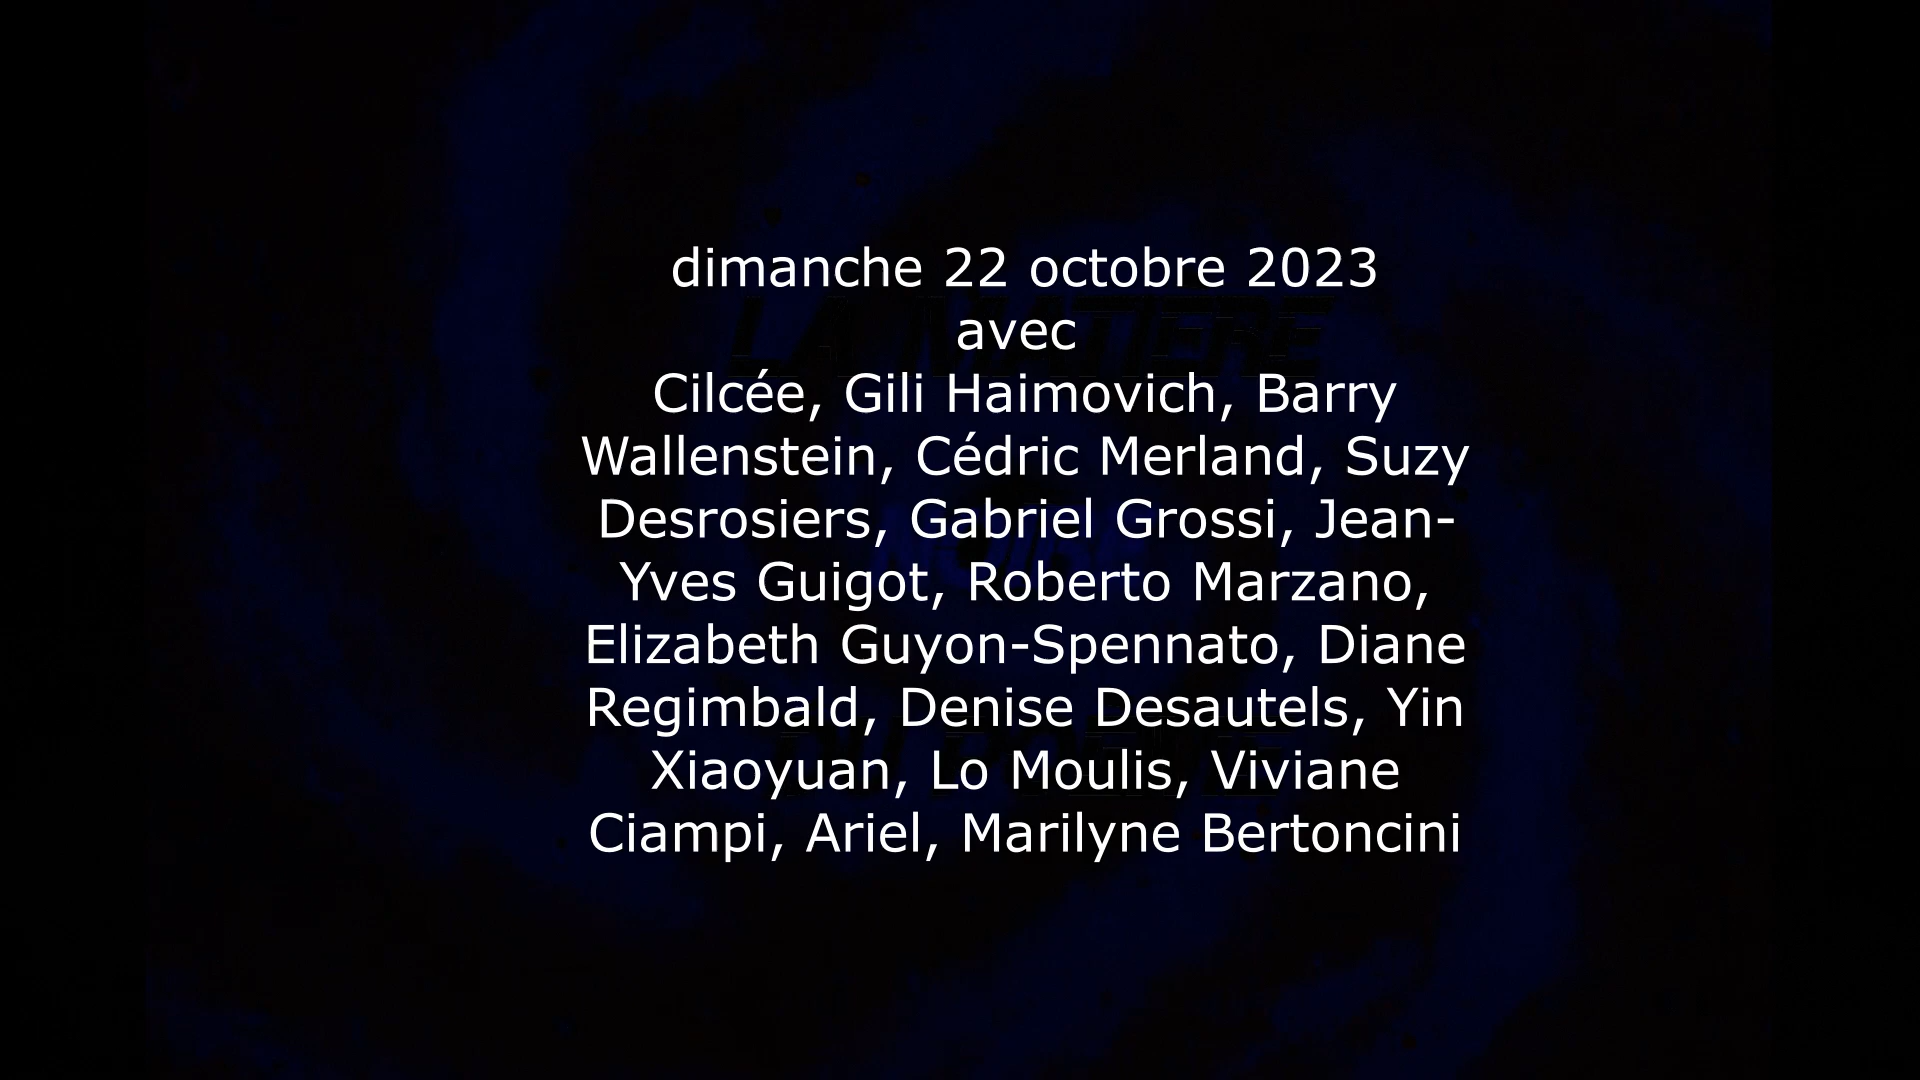 dimanche 22 octobre 2023
avec
Cilcée, Gili Haimovich, Barry
Wallenstein, Cédric Merland, Suzy
Desrosiers, Gabriel Grossi, Jean-
Yves Guigot, Roberto Marzano,
Elizabeth Guyon-Spennato, Diane
Regimbald, Denise Desautels, Yin
Xiaoyuan, Lo Moulis, Viviane
Ciampi, Ariel, Marilyne Bertoncini